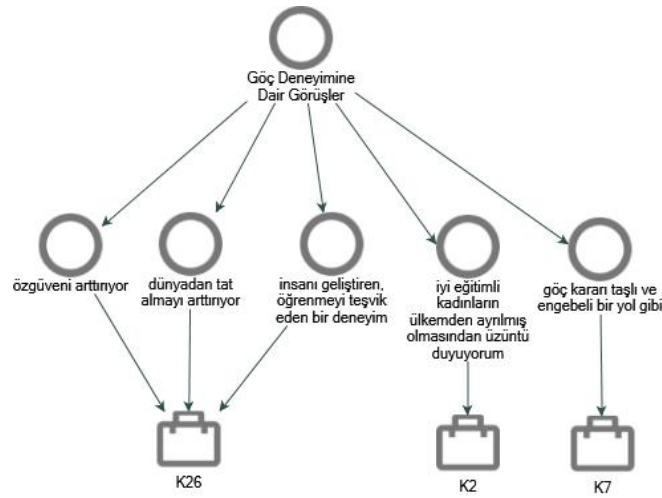 Göç Deneyimine
Dair Görüşler
özgüveni arttırıyor
dünyadan tat
almayı arttırıyor
insanı geliştiren,
öğrenmeyi teşvik
eden bir deneyim
iyi eğitimli
kadınların
ülkemden ayrılmış
olmasından üzüntü
duyuyorum
göç kararı taşlı ve
engebeli bir yol gibi
K26
K2
K7